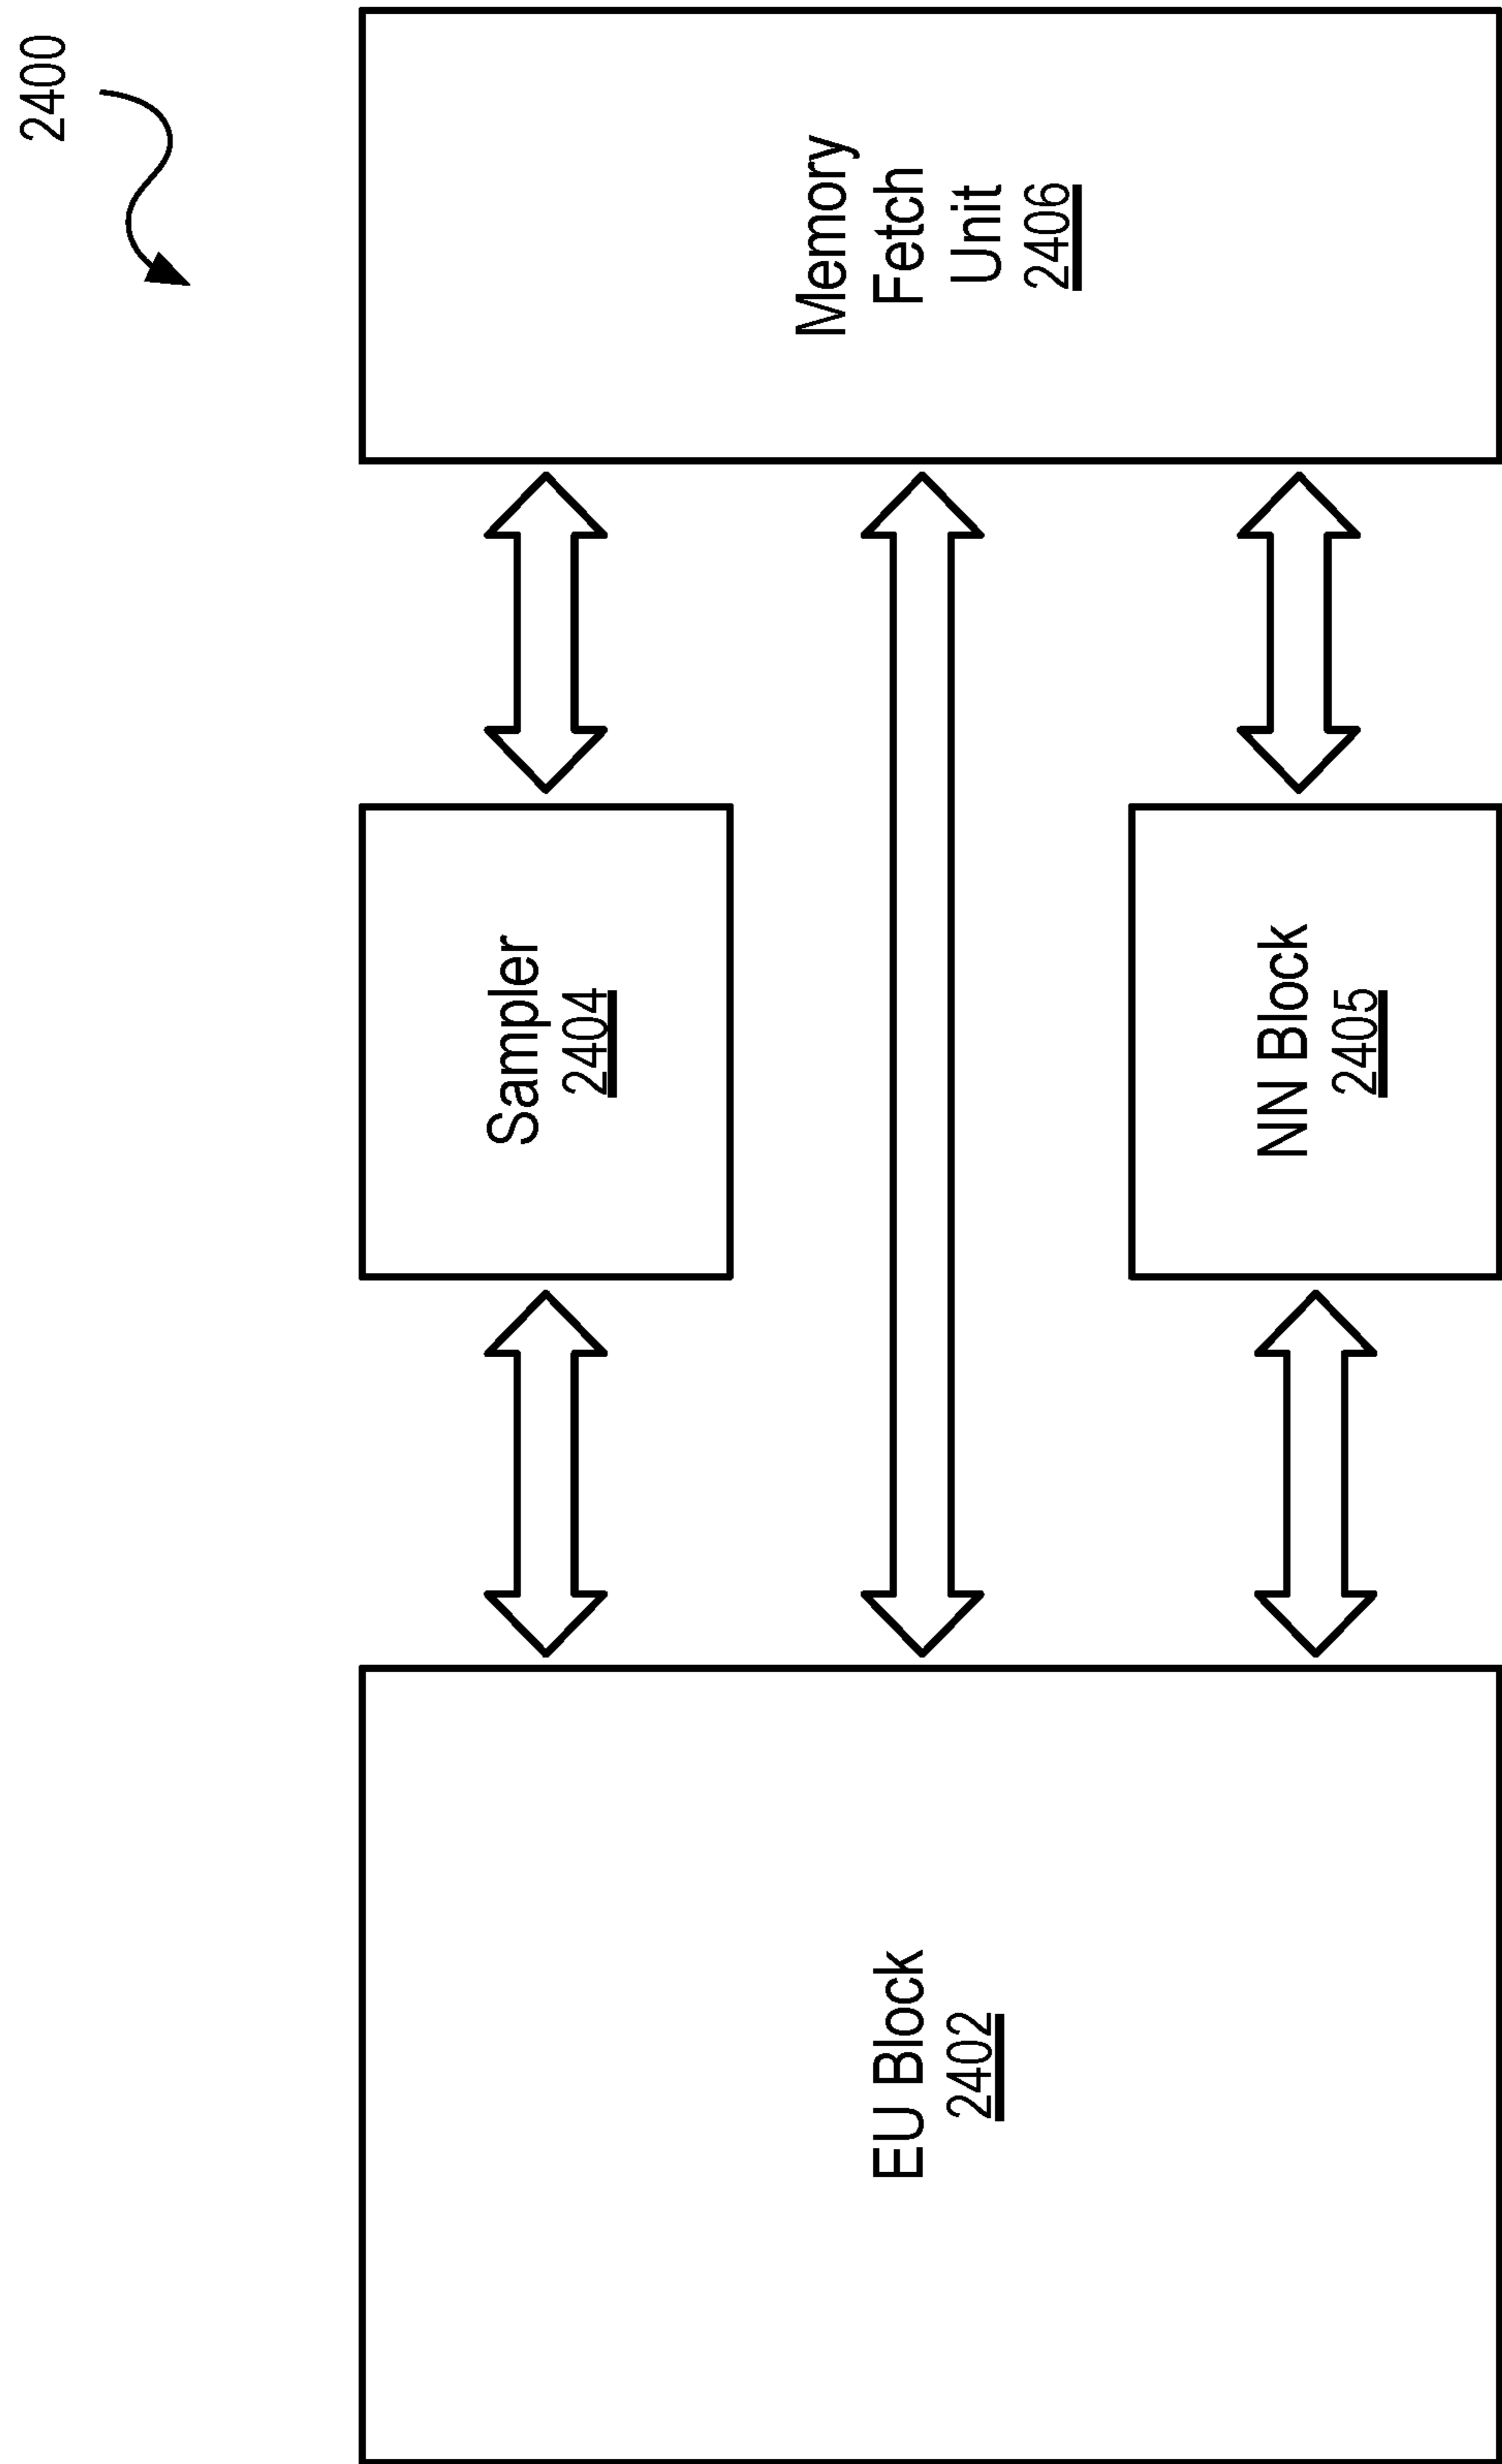 2400
EU Block
2402
Sampler
2404
NN Block
2405
Memory
Fetch
Unit
2406